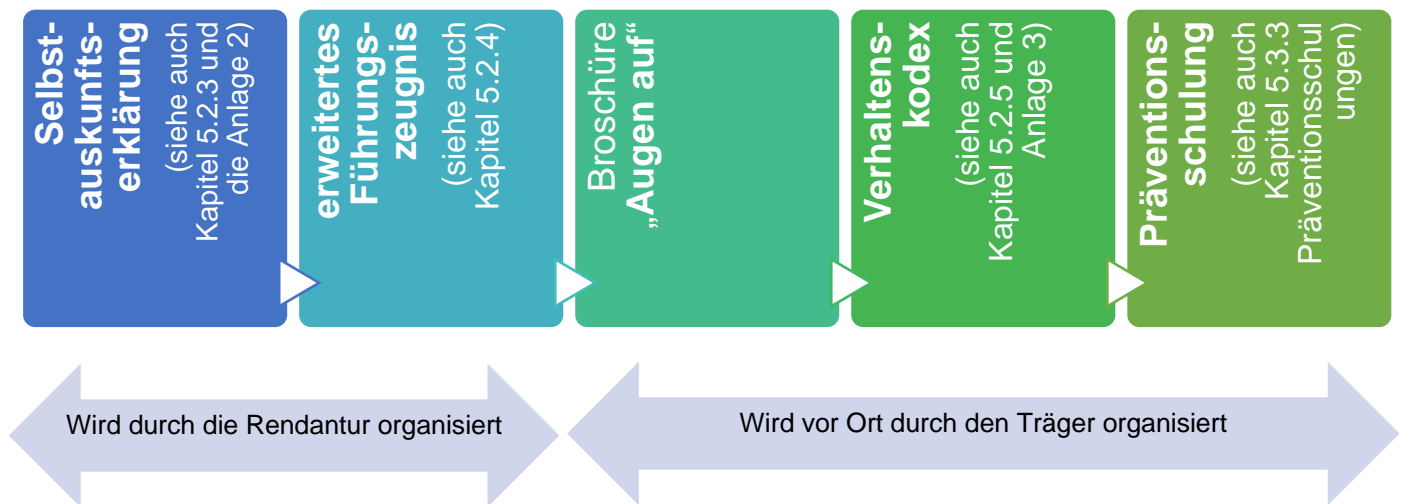 Selbst-
auskunfts-
erklärung
(siehe auch
Kapitel 5.2.3 und
die Anlage 2)
erweitertes
Führungs-
zeugnis
(siehe auch
Kapitel 5.2.4)
Broschüre
„Augen auf“
Verhaltens-
kodex
(siehe auch
Kapitel 5.2.5 und
Anlage 3)
Präventions-
schulung
(siehe auch
Kapitel 5.3.3
Präventionsschul
ungen)
Wird durch die Rendantur organisiert
Wird vor Ort durch den Träger organisiert